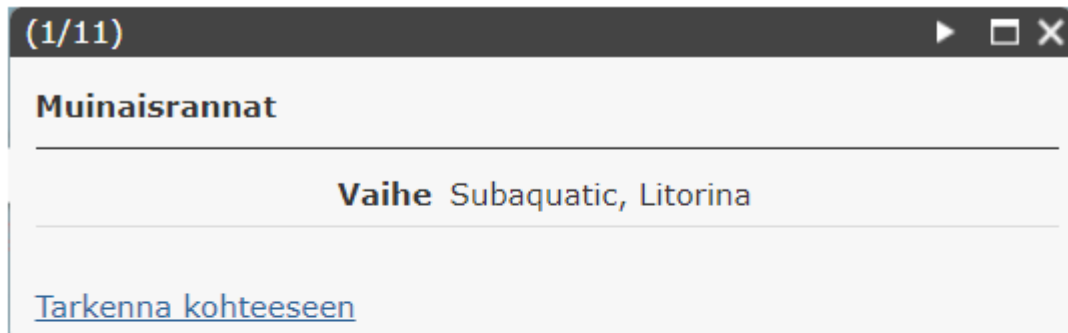 (1/11)
Muinaisrannat
Vaihe Subaquatic, Litorina
Tarkenna kohteeseen